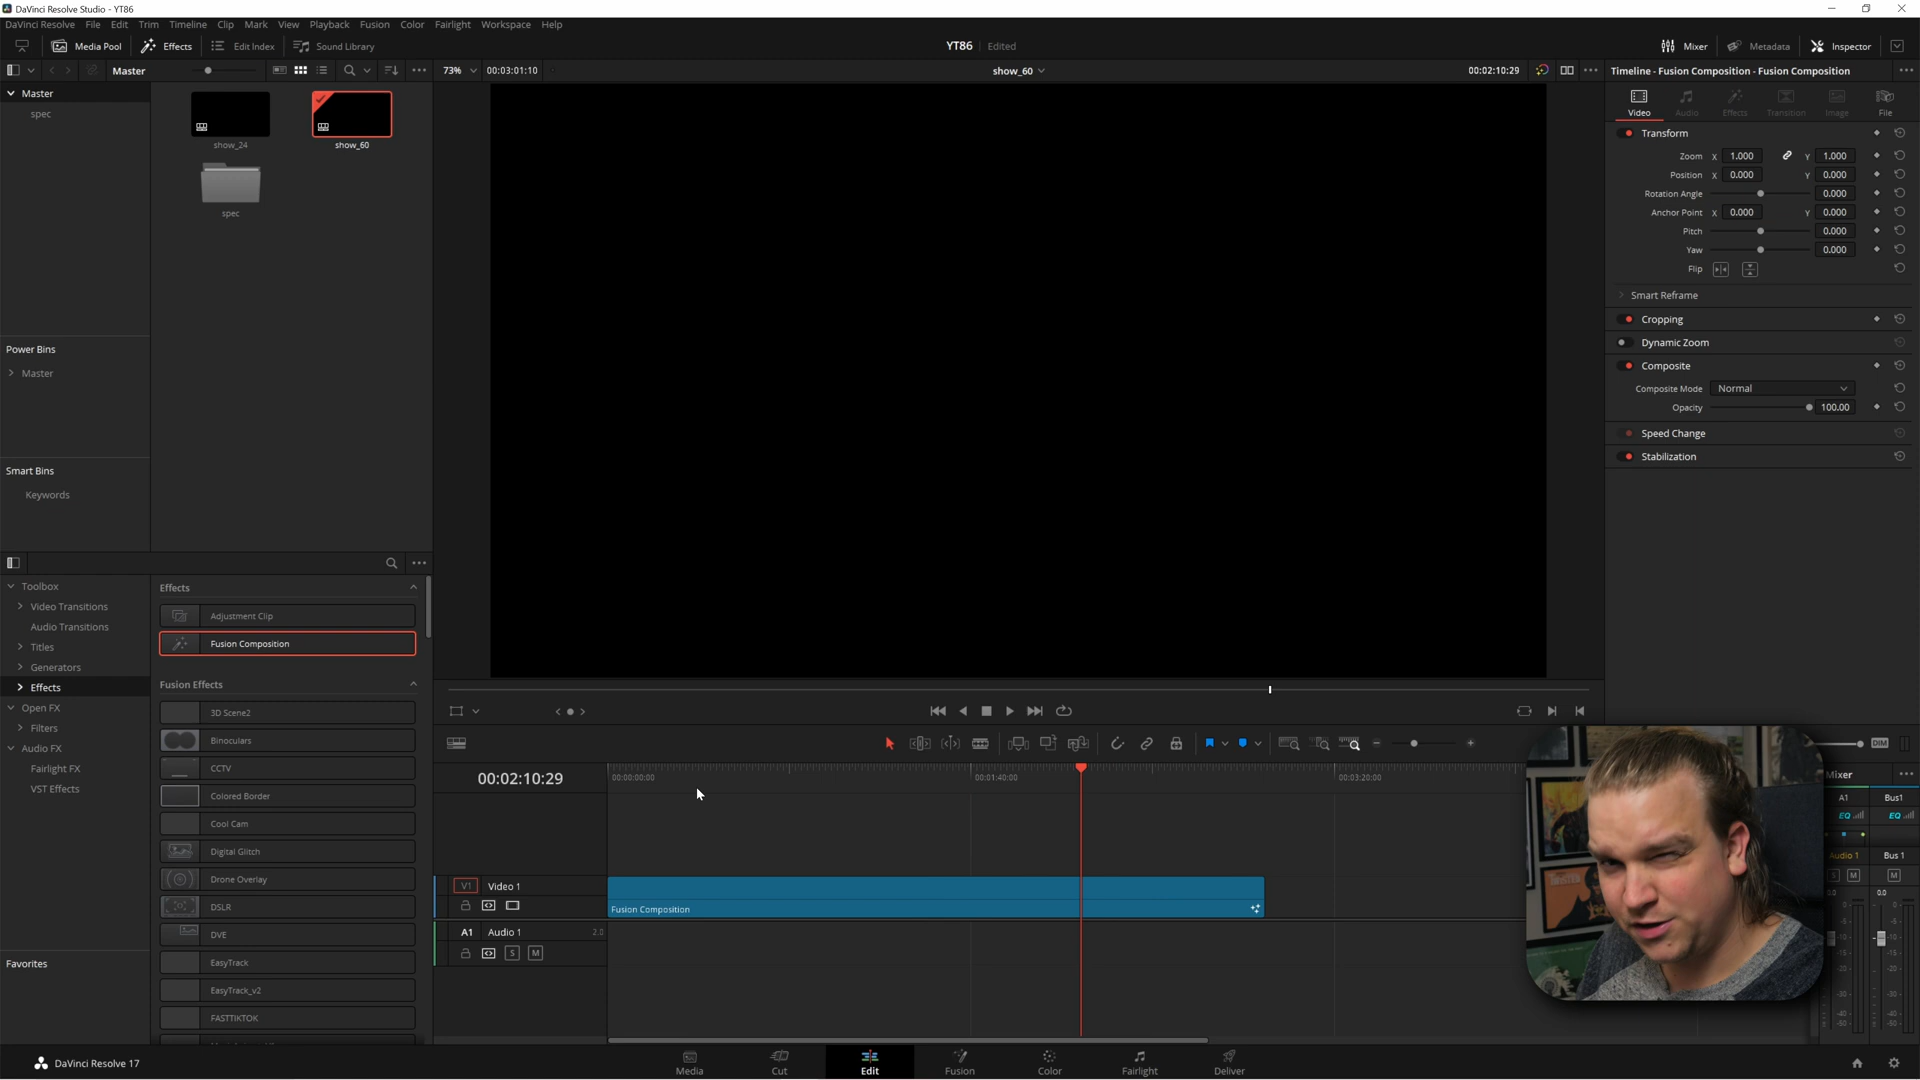 DaVinci Resolve Studio - YT86
DaVinci Resolve File Edit Trim Timeline Clip Mark View Playback Fusion Color Fairlight Workspace Help
Media Pool Effects Edit Index Sound Library YT86 Edited Mixer Metadata Inspector
Master 73% 00:03:01:10 show_60 00:02:10:29 Timeline - Fusion Composition - Fusion Composition
Master
spec
show_24 show_60
spec
Power Bins
Master
Smart Bins
Keywords
Video Audio Effects Transition Image File
Transform
Zoom X 1.000 Y 1.000
Position X 0.000 Y 0.000
Rotation Angle 0.000
Anchor Point X 0.000 Y 0.000
Pitch 0.000
Yaw 0.000
Flip
Smart Reframe
Cropping
Dynamic Zoom
Composite
Composite Mode Normal
Opacity 100.00
Speed Change
Stabilization
Toolbox
Video Transitions
Audio Transitions
Titles
Generators
Effects
Open FX
Filters
Audio FX
Fairlight FX
VST Effects
Favorites
Effects
Adjustment Clip
Fusion Composition
Fusion Effects
3D Scene2
Binoculars
CCTV
Colored Border
Cool Cam
Digital Glitch
Drone Overlay
DSLR
DVE
EasyTrack
EasyTrack_v2
FASTTIKTOK
00:02:10:29 00:00:00:00 00:01:40:00 00:03:20:00
V1 Video 1
Fusion Composition
A1 Audio 1 2.0
S M
DIM
Mixer
A1 Bus1
EQ EQ
Audio 1 Bus 1
S M M
0.0 0.0
DaVinci Resolve 17
Media Cut Edit Fusion Color Fairlight Deliver